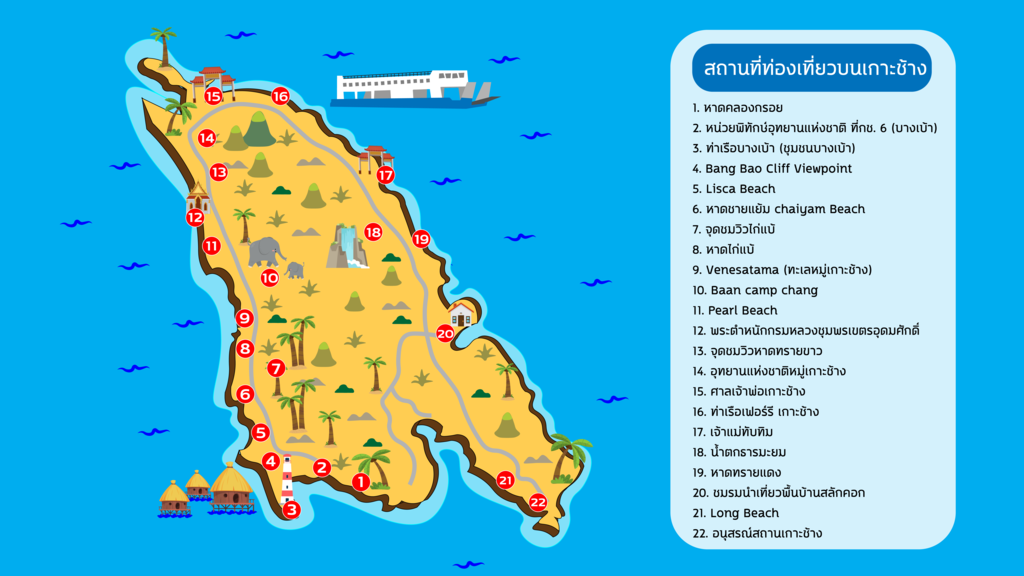 สถานที่ท่องเที่ยวบนเกาะช้าง
1. หาดคลองกรอย
2. หน่วยพิทักษ์อุทยานแห่งชาติ ที่กช. 6 (บางเบ้า)
3. ท่าเรือบางเบ้า (ชุมชนบางเบ้า)
4. Bang Bao Cliff Viewpoint
5. Lisca Beach
6. หาดชายแย้ม chaiyam Beach
7. จุดชมวิวไก่แบ้
8. หาดไก่แบ้
9. Venesatama (ทะเลหมู่เกาะช้าง)
10. Baan camp chang
11. Pearl Beach
12. พระตำหนักกรมหลวงชุมพรเขตรอุดมศักดิ์
13. จุดชมวิวหาดทรายขาว
14. อุทยานแห่งชาติหมู่เกาะช้าง
15. ศาลเจ้าพ่อเกาะช้าง
16. ท่าเรือเฟอร์รี่ เกาะช้าง
17. เจ้าแม่ทับทิม
18. น้ำตกธารมะยม
19. หาดทรายแดง
20. ชมรมนำเที่ยวพื้นบ้านสลักคอก
21. Long Beach
22. อนุสรณ์สถานเกาะช้าง
15
16
14
13
17
12
18
19
11
10
9
20
8
7
6
5
4
2
1
21
22
3